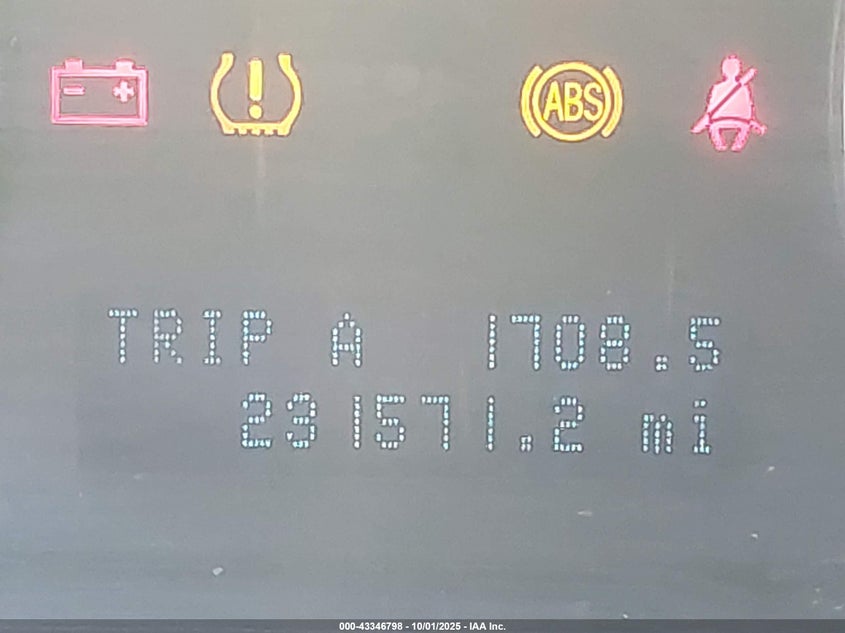 ABS
TRIP A 1708.5
231571.2 mi
000-43346798 - 10/01/2025 - IAA Inc.